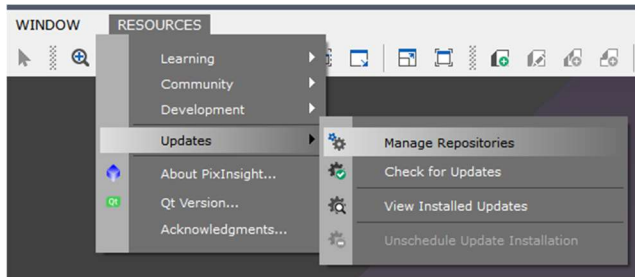 WINDOW RESOURCES
Learning
Community
Development
Updates
About PixInsight...
Qt
Qt Version...
Acknowledgments...
Manage Repositories
Check for Updates
View Installed Updates
Unschedule Update Installation